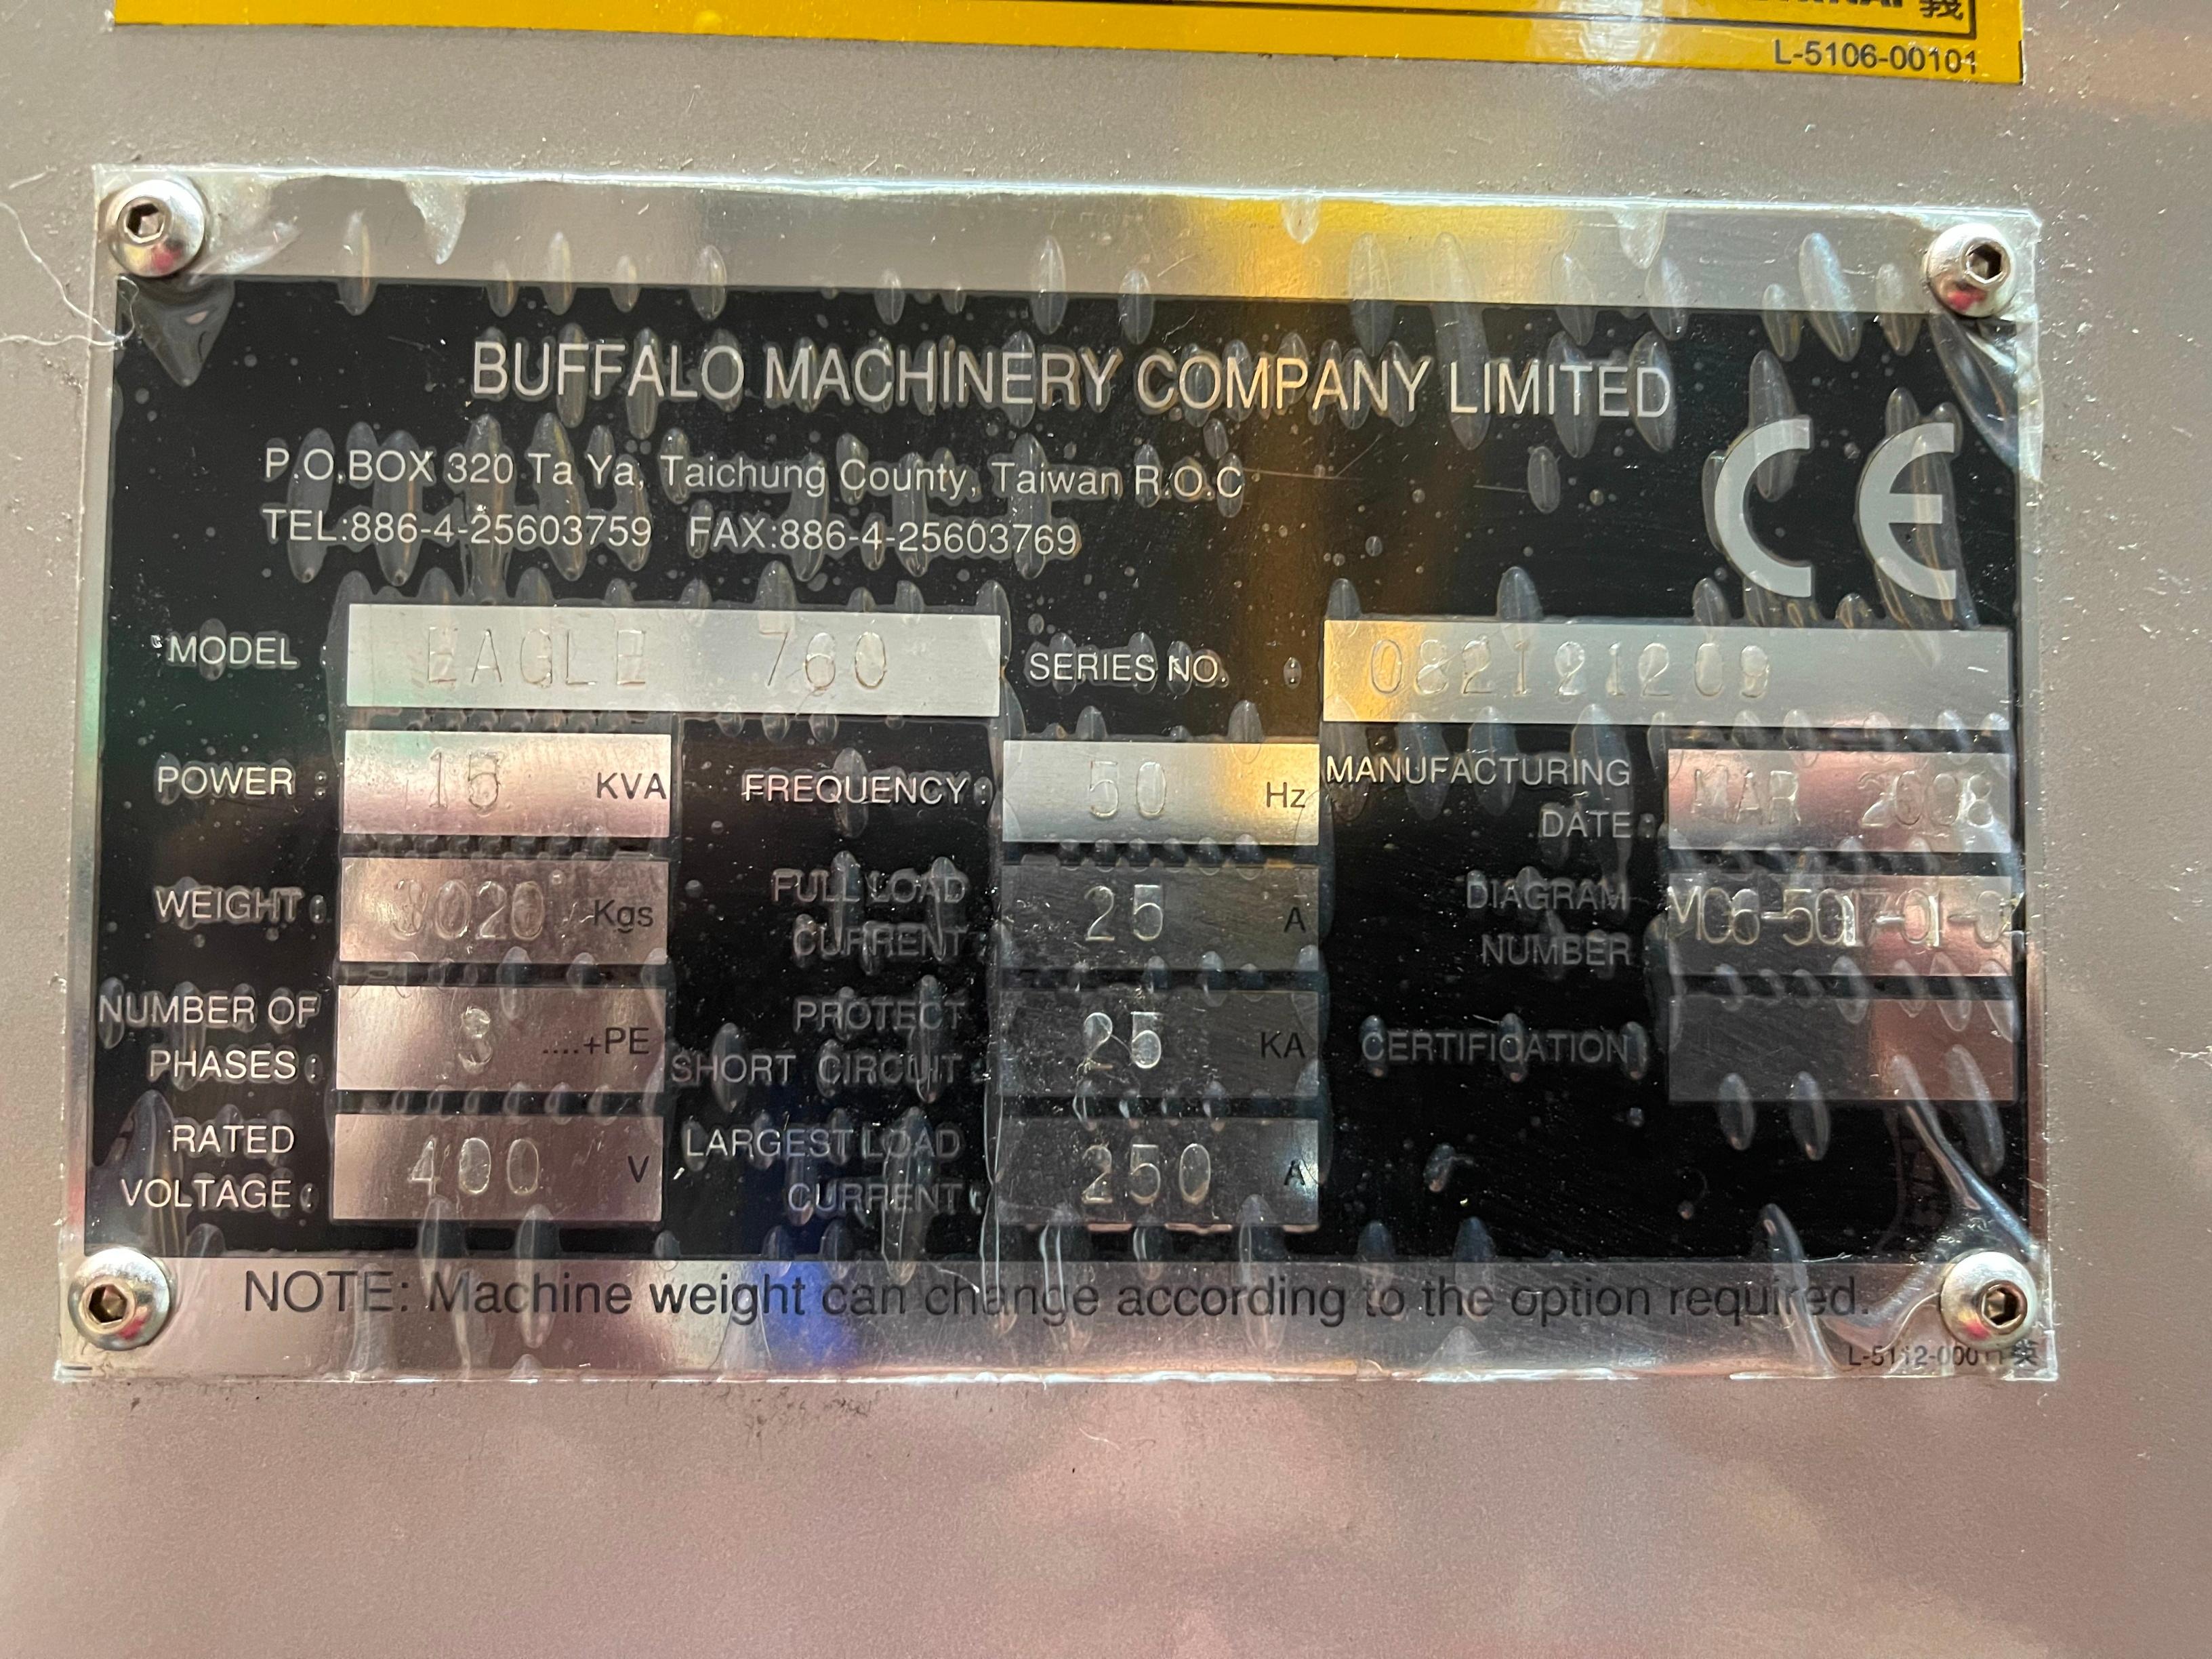 L-5106-00101
BUFFALO MACHINERY COMPANY LIMITED
P.O.BOX 320 Ta Ya, Taichung County, Taiwan R.O.C
TEL:886-4-25603759 FAX:886-4-25603769
CE
MODEL : EAGLE 760 SERIES NO. : 082121209
POWER : 15 KVA FREQUENCY : 50 Hz MANUFACTURING DATE : MAR 2008
WEIGHT : 3020 Kgs FULL LOAD CURRENT : 25 A DIAGRAM NUMBER :
NUMBER OF PHASES : 3 ....+PE PROTECT SHORT CIRCUIT : 25 KA CERTIFICATION :
RATED VOLTAGE : 400 V LARGEST LOAD CURRENT : 250 A
NOTE: Machine weight can change according to the option required.